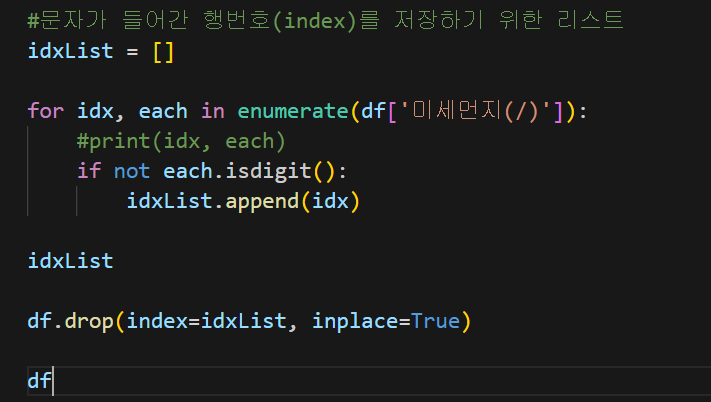 #문자가 들어간 행번호(index)를 저장하기 위한 리스트
idxList = []
for idx, each in enumerate(df['미세먼지(/)']):
#print(idx, each)
if not each.isdigit():
idxList.append(idx)
idxList
df.drop(index=idxList, inplace=True)
df